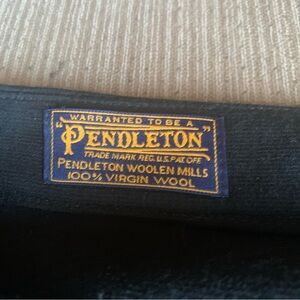 WARRANTED TO BE A
"PENDLETON"
TRADE MARK REG. U.S. PAT. OFF.
PENDLETON WOOLEN MILLS
100% VIRGIN WOOL